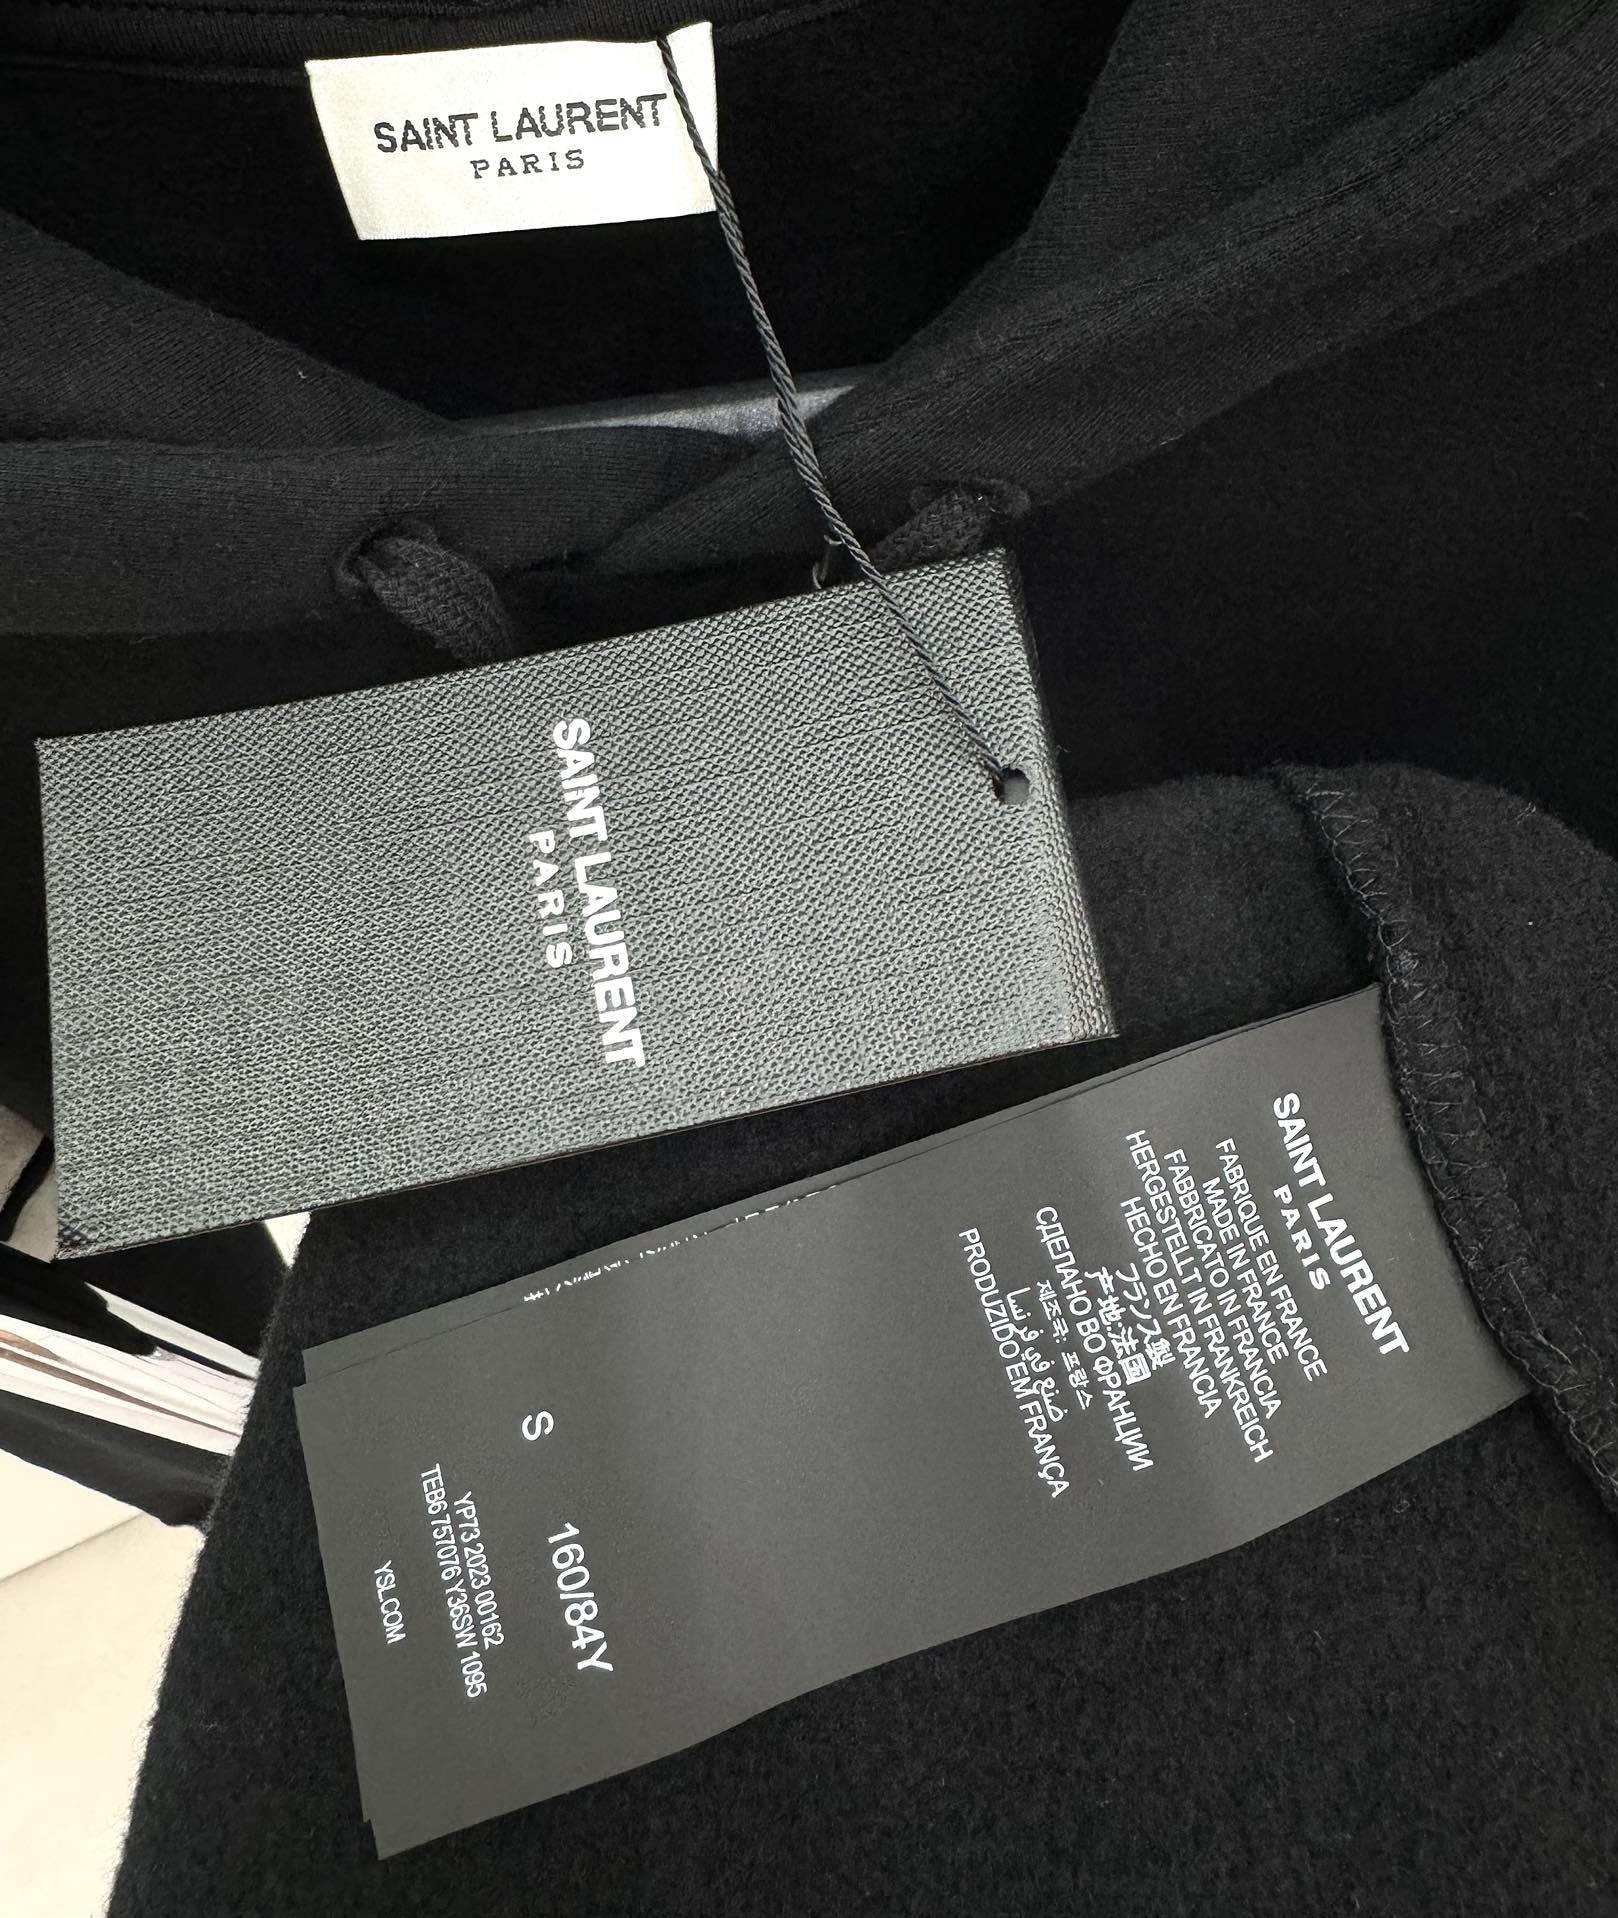 SAINT LAURENT
PARIS
SAINT LAURENT
PARIS
SAINT LAURENT
PARIS
FABRIQUE EN FRANCE
MADE IN FRANCE
FABBRICATO IN FRANCIA
HERGESTELLT IN FRANKREICH
HECHO EN FRANCIA
フランス製
产地:法国
СДЕЛАНО ВО ФРАНЦИИ
제조국: 프랑스
صنع في فرنسا
PRODUZIDO EM FRANÇA
S 160/84Y
YP73 2023 00162
TEB6 757076 Y36SW 1095
YSL.COM